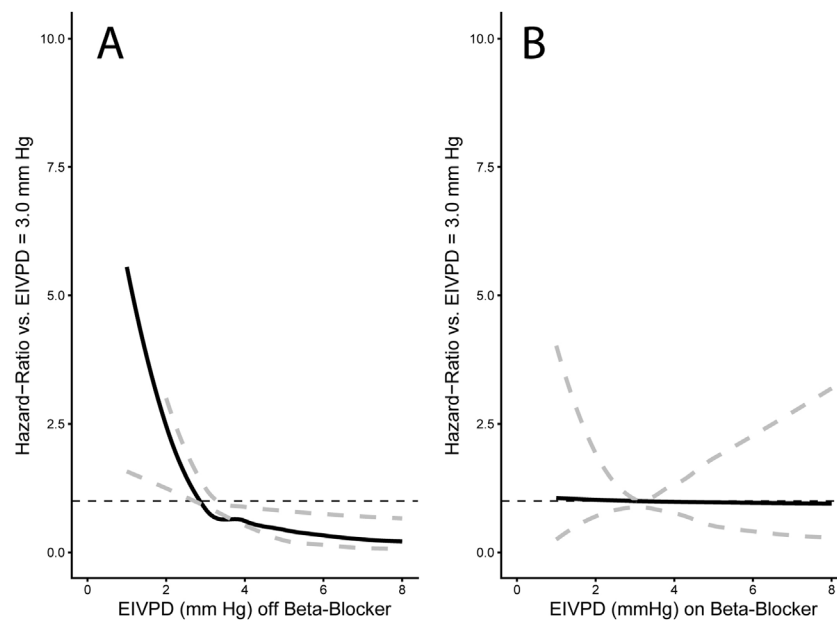 A
Hazard−Ratio vs. EIVPD = 3.0 mm Hg
10.0
7.5
5.0
2.5
0.0
0 2 4 6 8
EIVPD (mm Hg) off Beta-Blocker
B
Hazard−Ratio vs. EIVPD = 3.0 mm Hg
10.0
7.5
5.0
2.5
0.0
0 2 4 6 8
EIVPD (mmHg) on Beta-Blocker